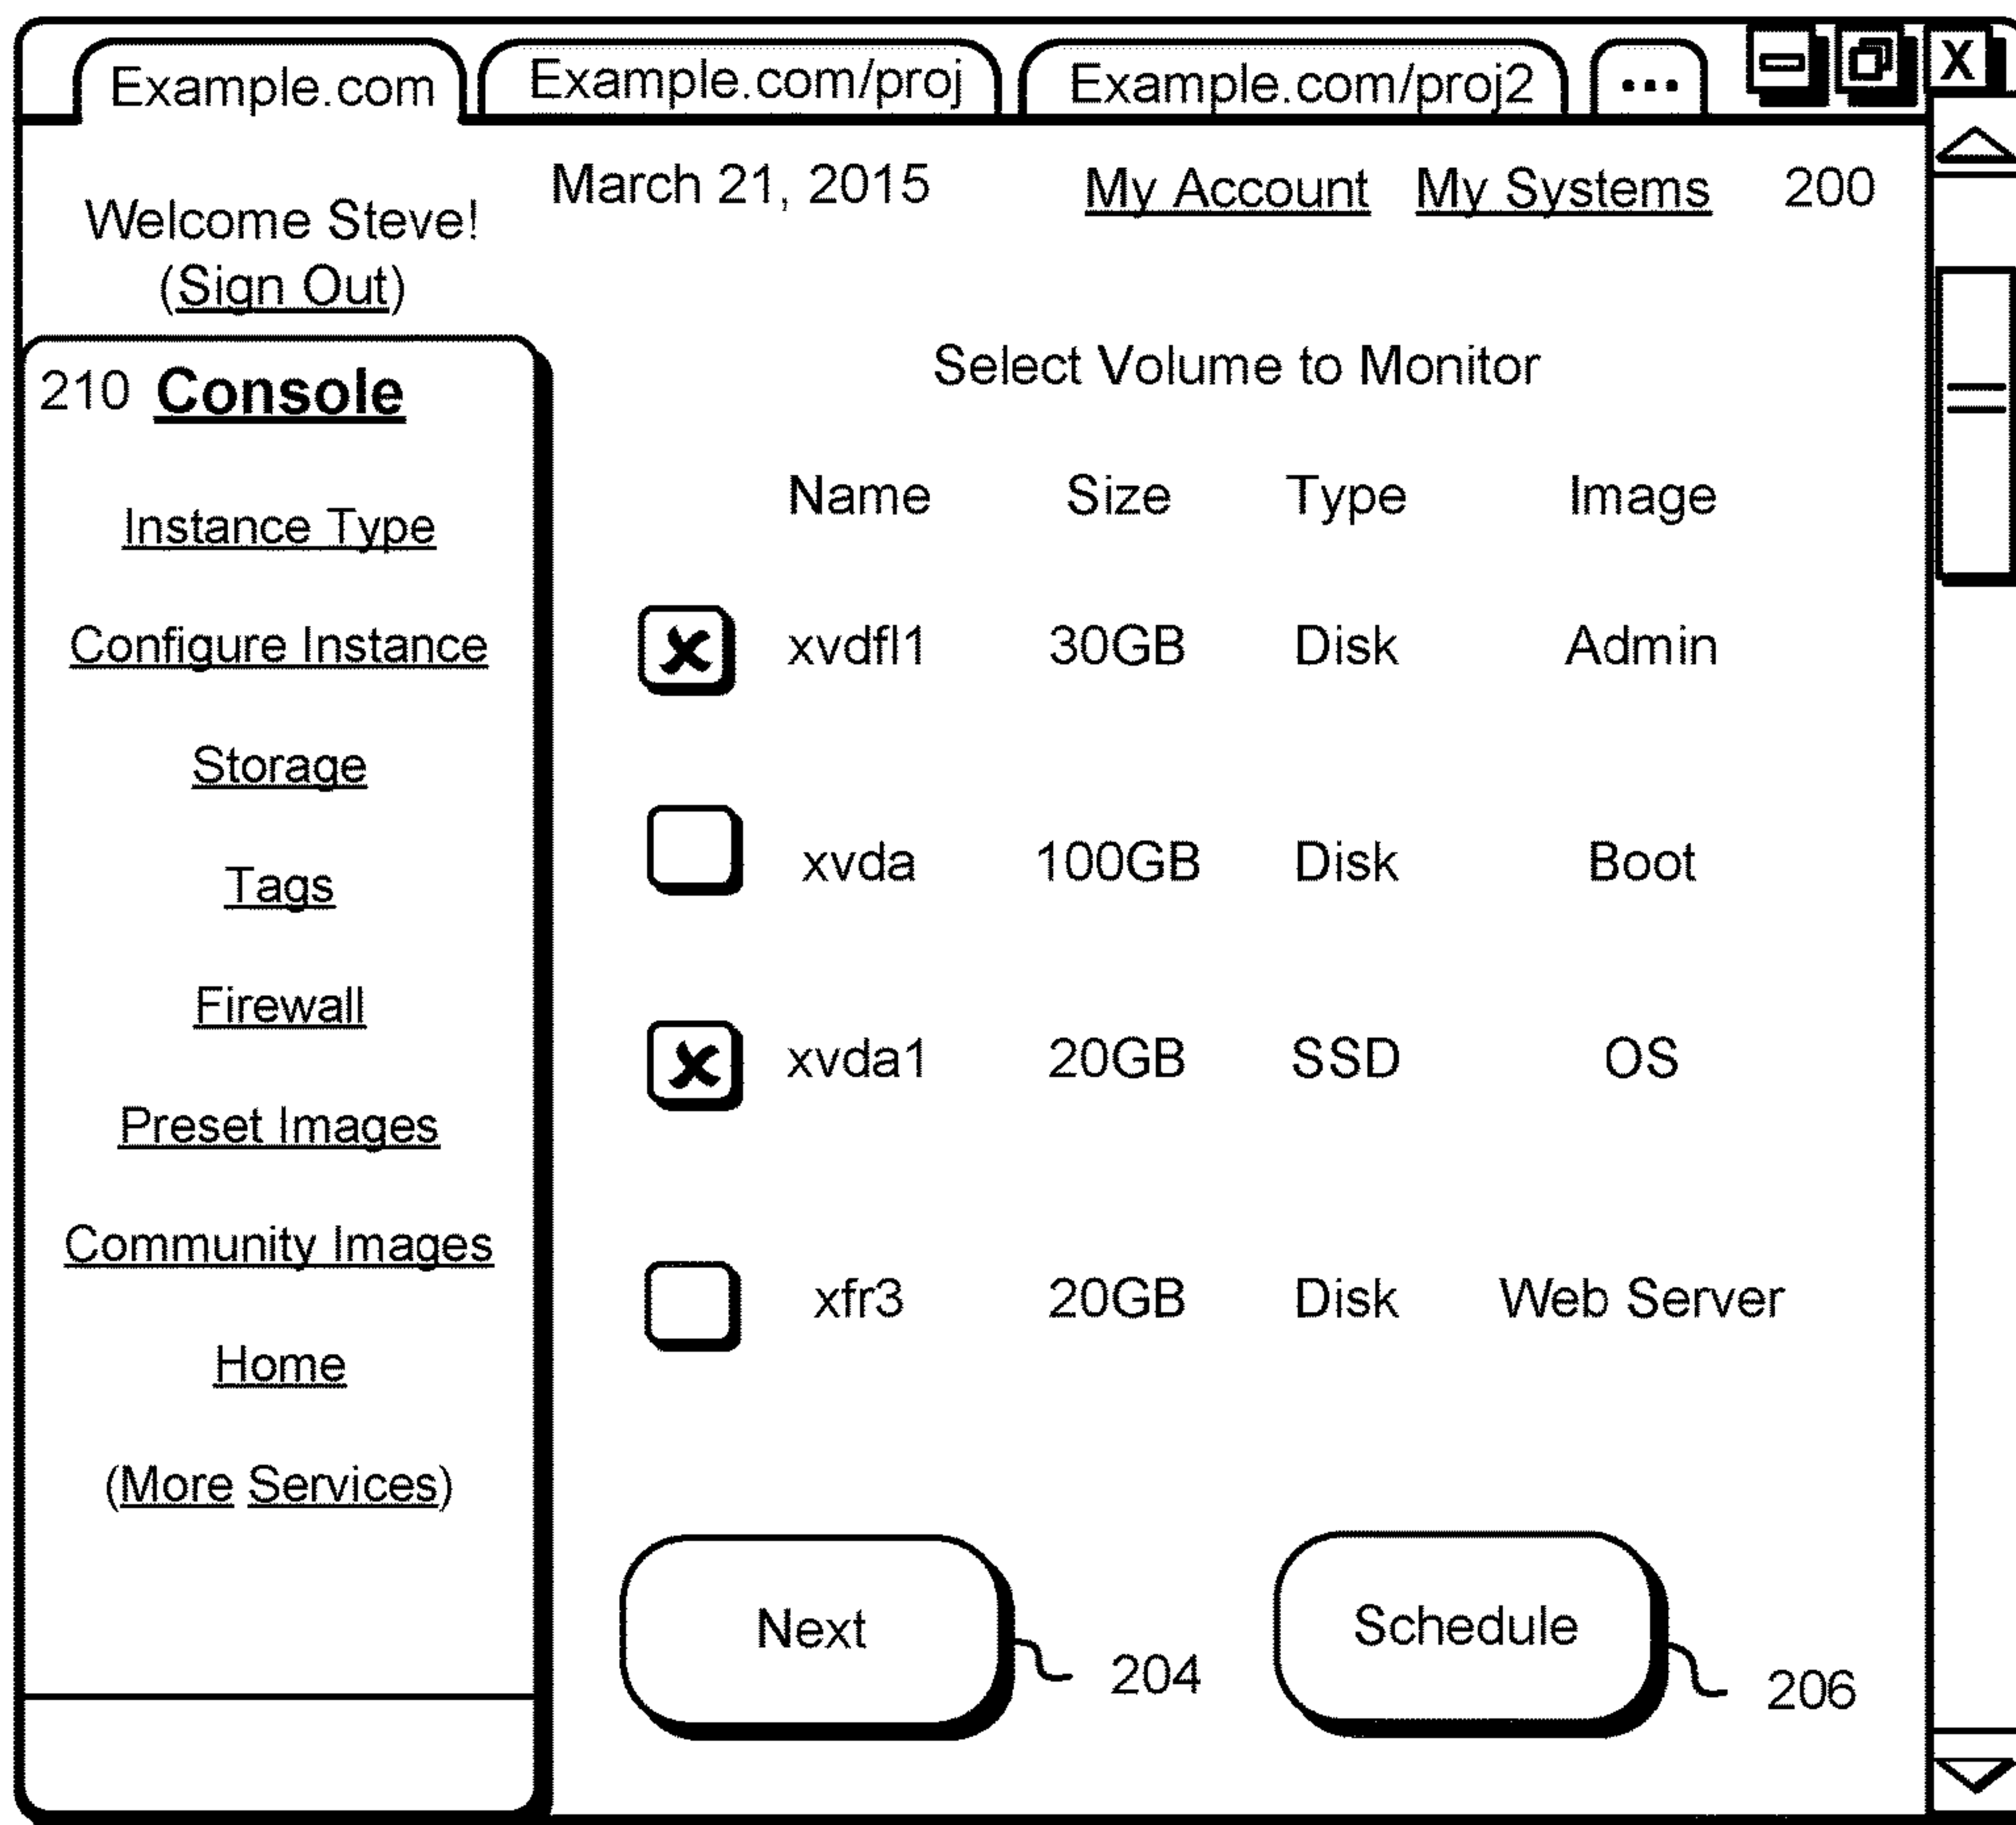 Example.com Example.com/proj Example.com/proj2 ... X
March 21, 2015 My Account My Systems 200
Welcome Steve!
(Sign Out)
210 Console
Instance Type
Configure Instance
Storage
Tags
Firewall
Preset Images
Community Images
Home
(More Services)
Select Volume to Monitor
Name Size Type Image
xvdfl1 30GB Disk Admin
xvda 100GB Disk Boot
xvda1 20GB SSD OS
xfr3 20GB Disk Web Server
Next 204 Schedule 206